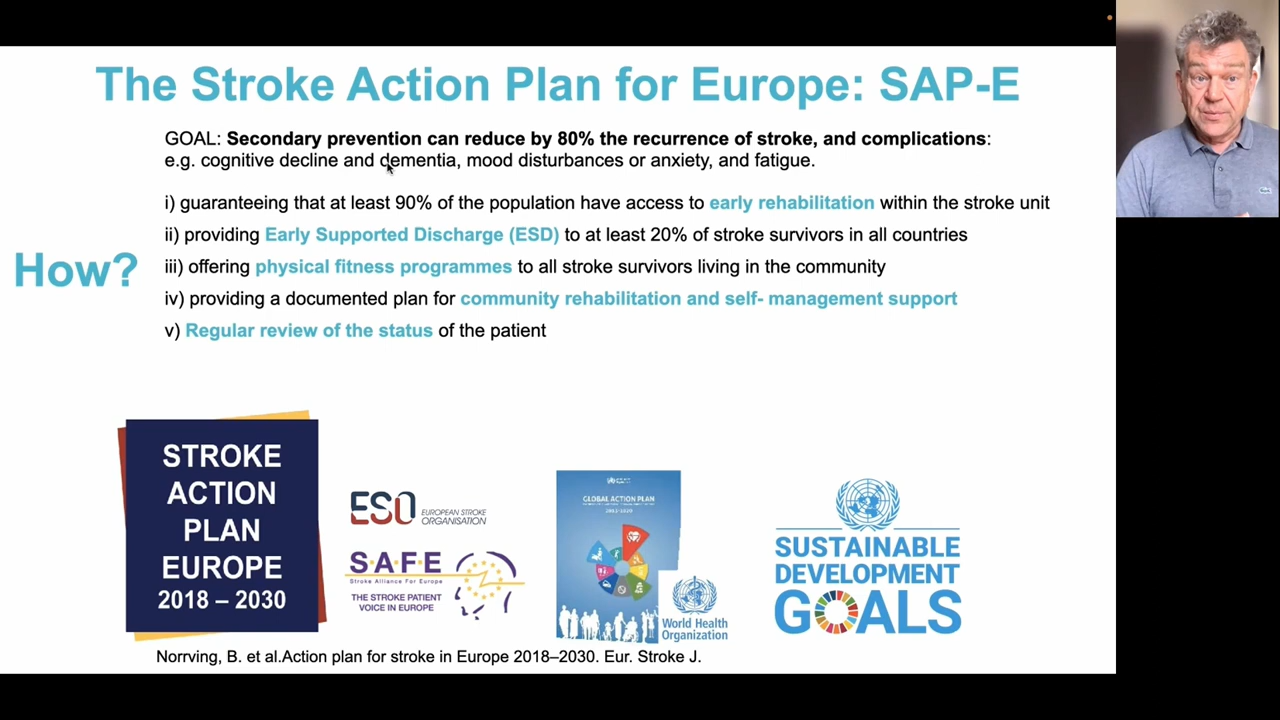 The Stroke Action Plan for Europe: SAP-E
GOAL: Secondary prevention can reduce by 80% the recurrence of stroke, and complications:
e.g. cognitive decline and dementia, mood disturbances or anxiety, and fatigue.
How?
i) guaranteeing that at least 90% of the population have access to early rehabilitation within the stroke unit
ii) providing Early Supported Discharge (ESD) to at least 20% of stroke survivors in all countries
iii) offering physical fitness programmes to all stroke survivors living in the community
iv) providing a documented plan for community rehabilitation and self- management support
v) Regular review of the status of the patient
STROKE
ACTION
PLAN
EUROPE
2018 – 2030
ESO
EUROPEAN STROKE
ORGANISATION
S·A·F·E
Stroke Alliance For Europe
THE STROKE PATIENT
VOICE IN EUROPE
GLOBAL ACTION PLAN
World Health
Organization
SUSTAINABLE
DEVELOPMENT
GOALS
Norrving, B. et al.Action plan for stroke in Europe 2018–2030. Eur. Stroke J.